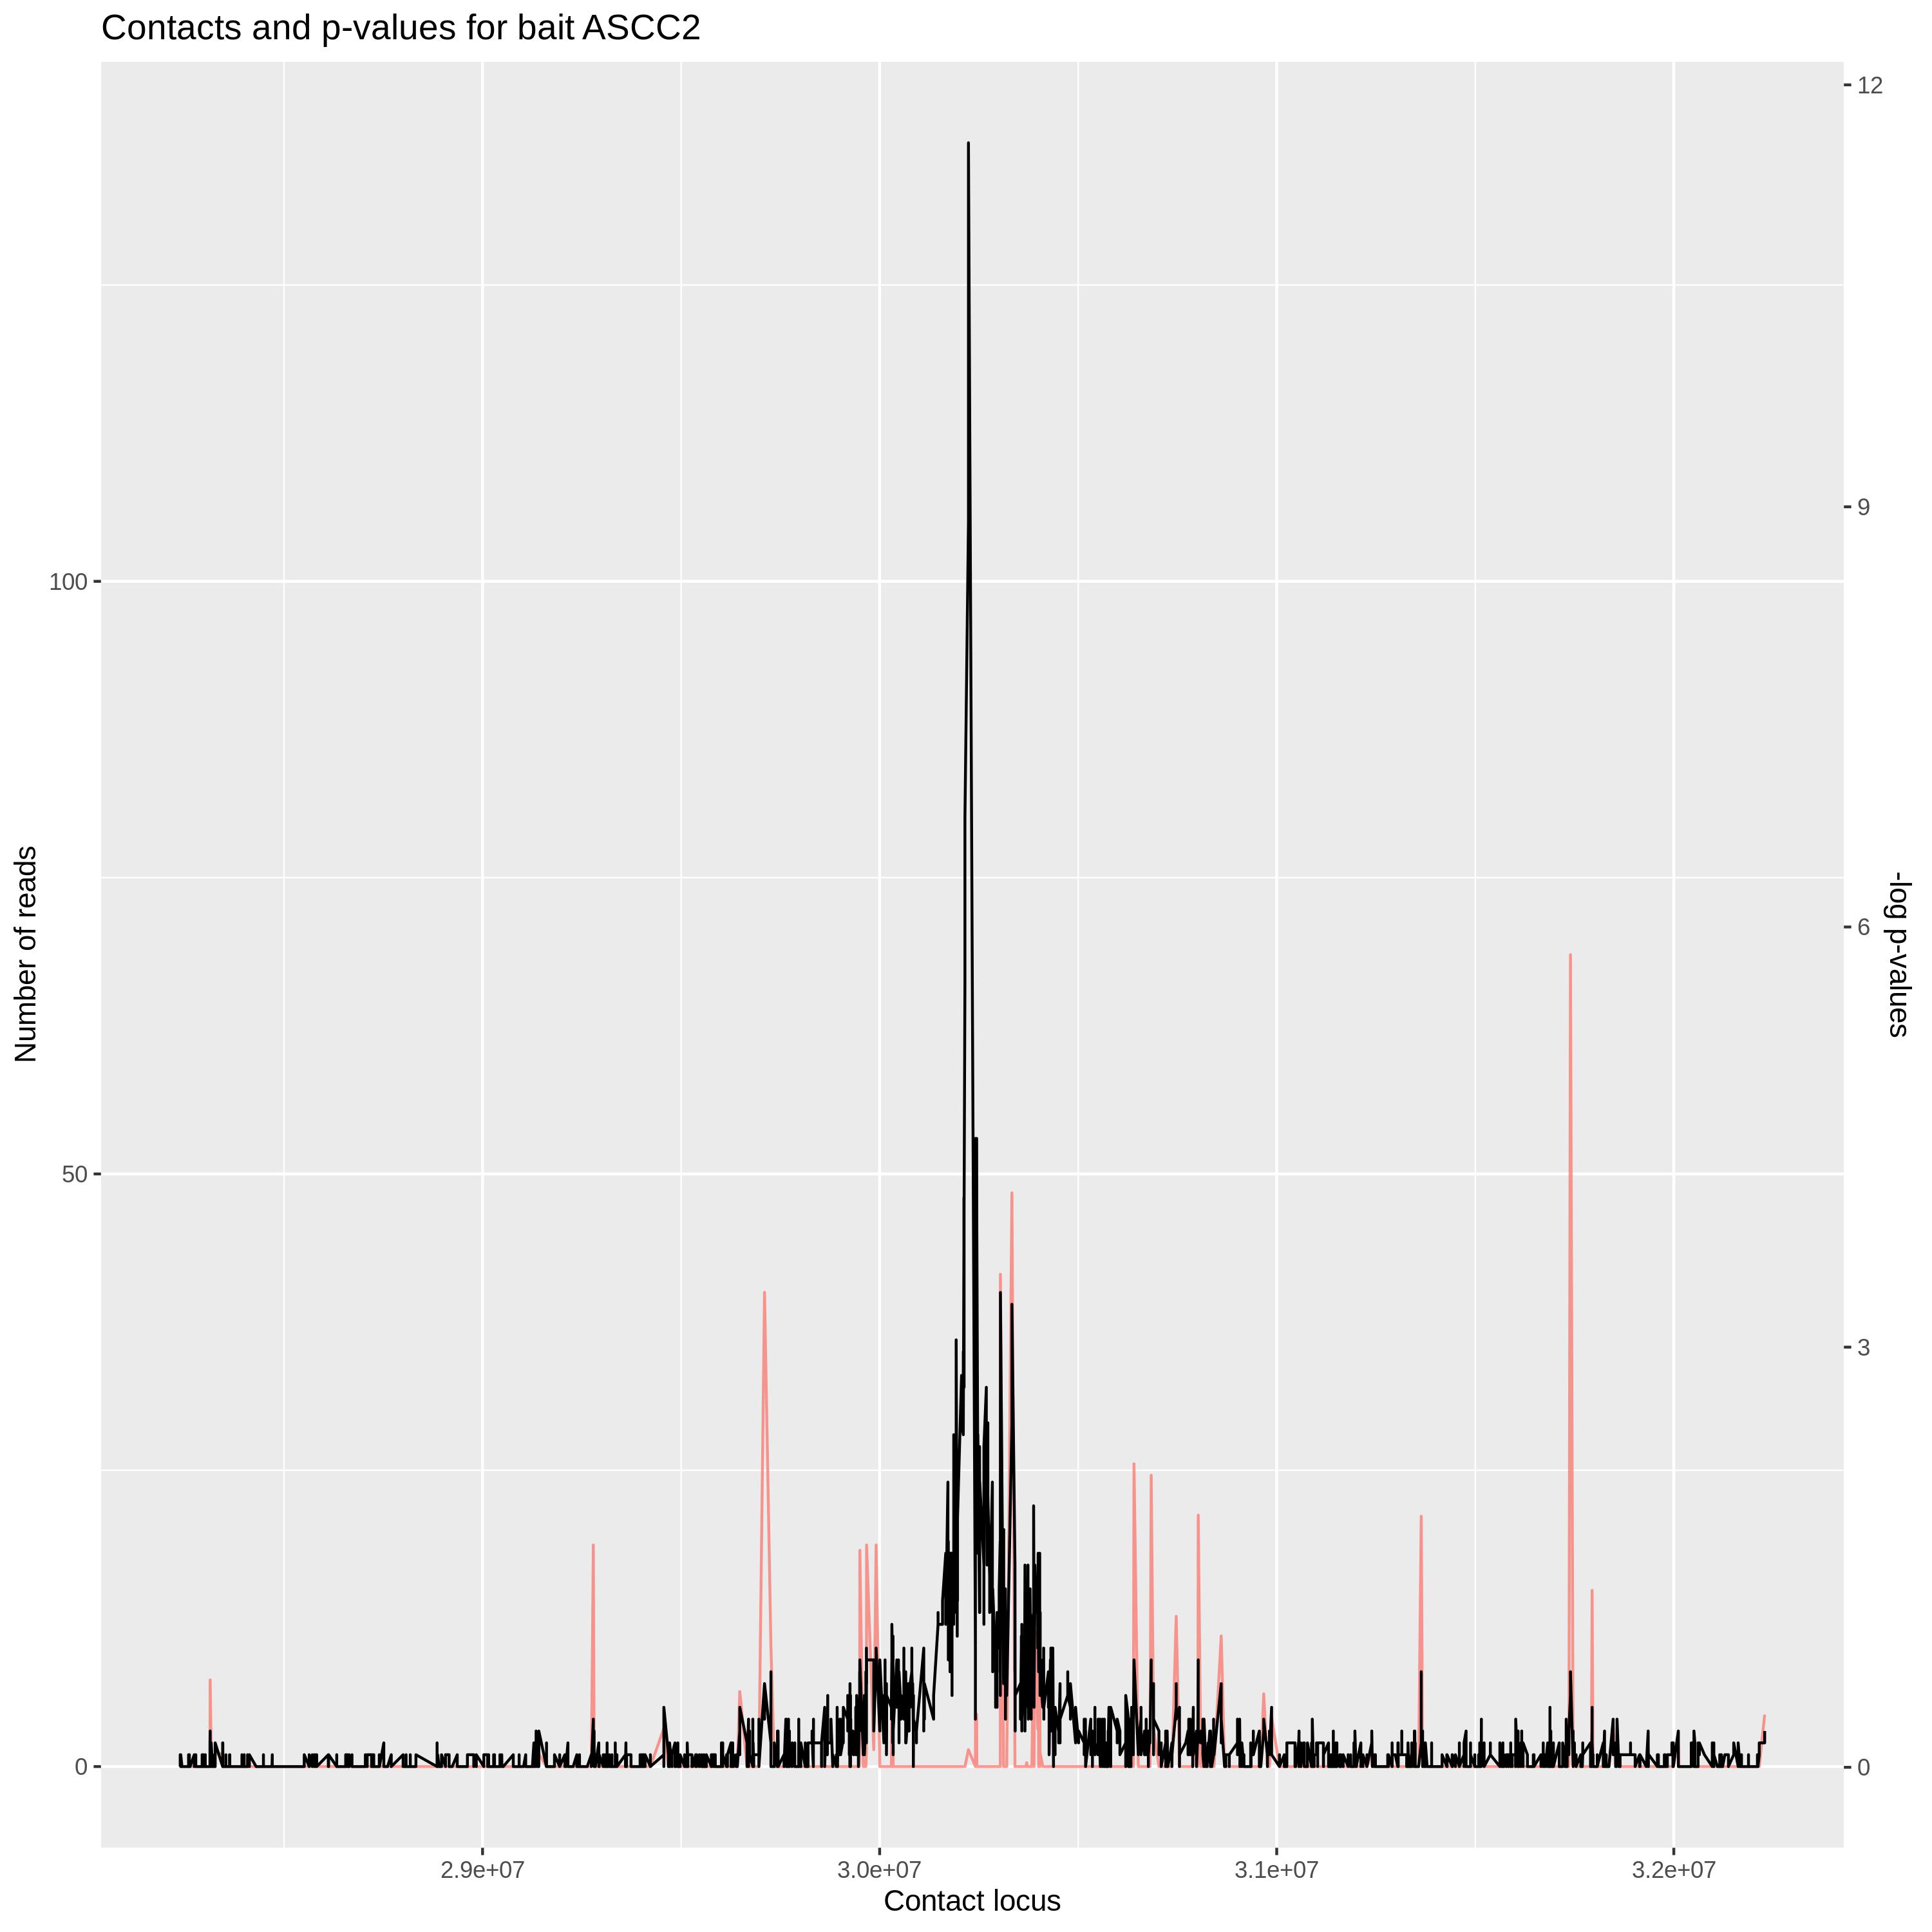 Contacts and p-values for bait ASCC2
Number of reads
100
50
0
12
9
6
3
0
-log p-values
2.9e+07 3.0e+07 3.1e+07 3.2e+07
Contact locus